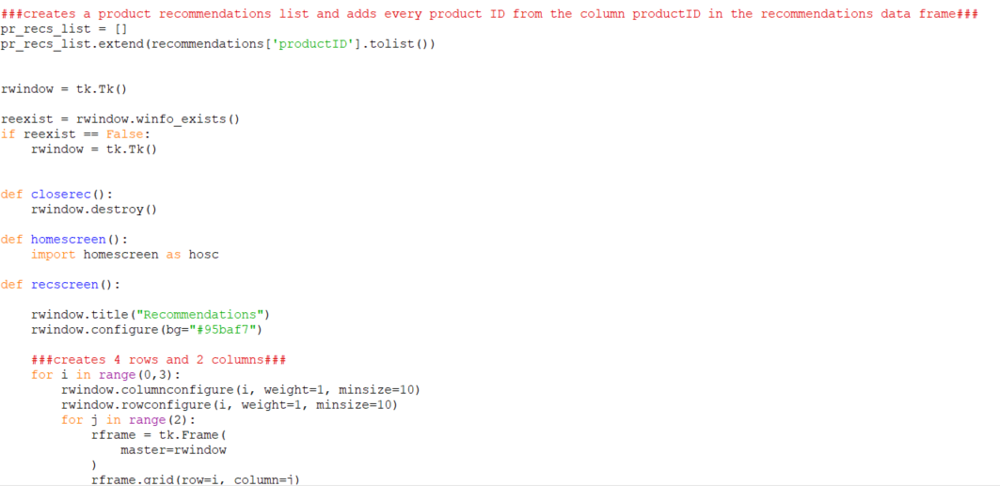 ###creates a product recommendations list and adds every product ID from the column productID in the recommendations data frame###
pr_recs_list = []
pr_recs_list.extend(recommendations['productID'].tolist())
rwindow = tk.Tk()
reexist = rwindow.winfo_exists()
if reexist == False:
    rwindow = tk.Tk()
def closerec():
    rwindow.destroy()
def homescreen():
    import homescreen as hosc
def recscreen():
    rwindow.title("Recommendations")
    rwindow.configure(bg="#95baf7")
    ###creates 4 rows and 2 columns###
    for i in range(0,3):
        rwindow.columnconfigure(i, weight=1, minsize=10)
        rwindow.rowconfigure(i, weight=1, minsize=10)
        for j in range(2):
            rframe = tk.Frame(
                master=rwindow
            )
            rframe.grid(row=i, column=j)